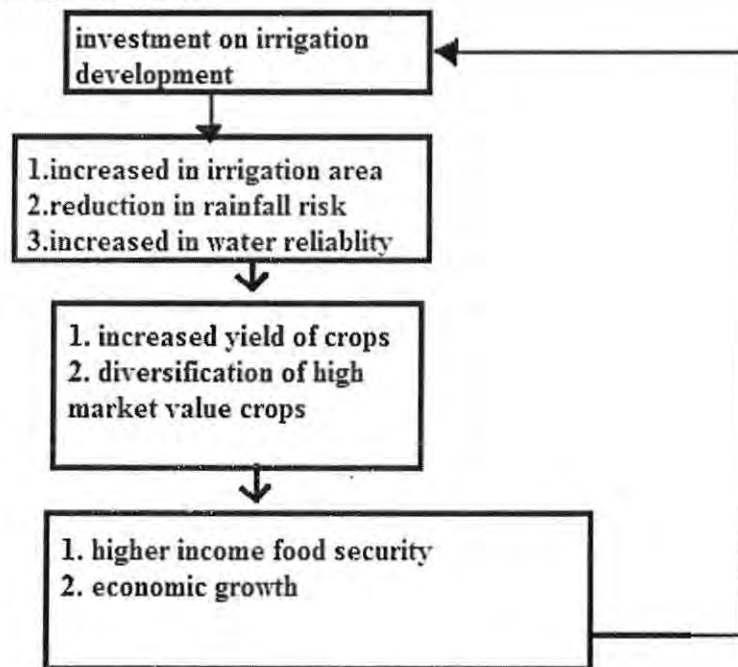 investment on irrigation
development
1.increased in irrigation area
2.reduction in rainfall risk
3.increased in water reliablity
1. increased yield of crops
2. diversification of high
market value crops
1. higher income food security
2. economic growth